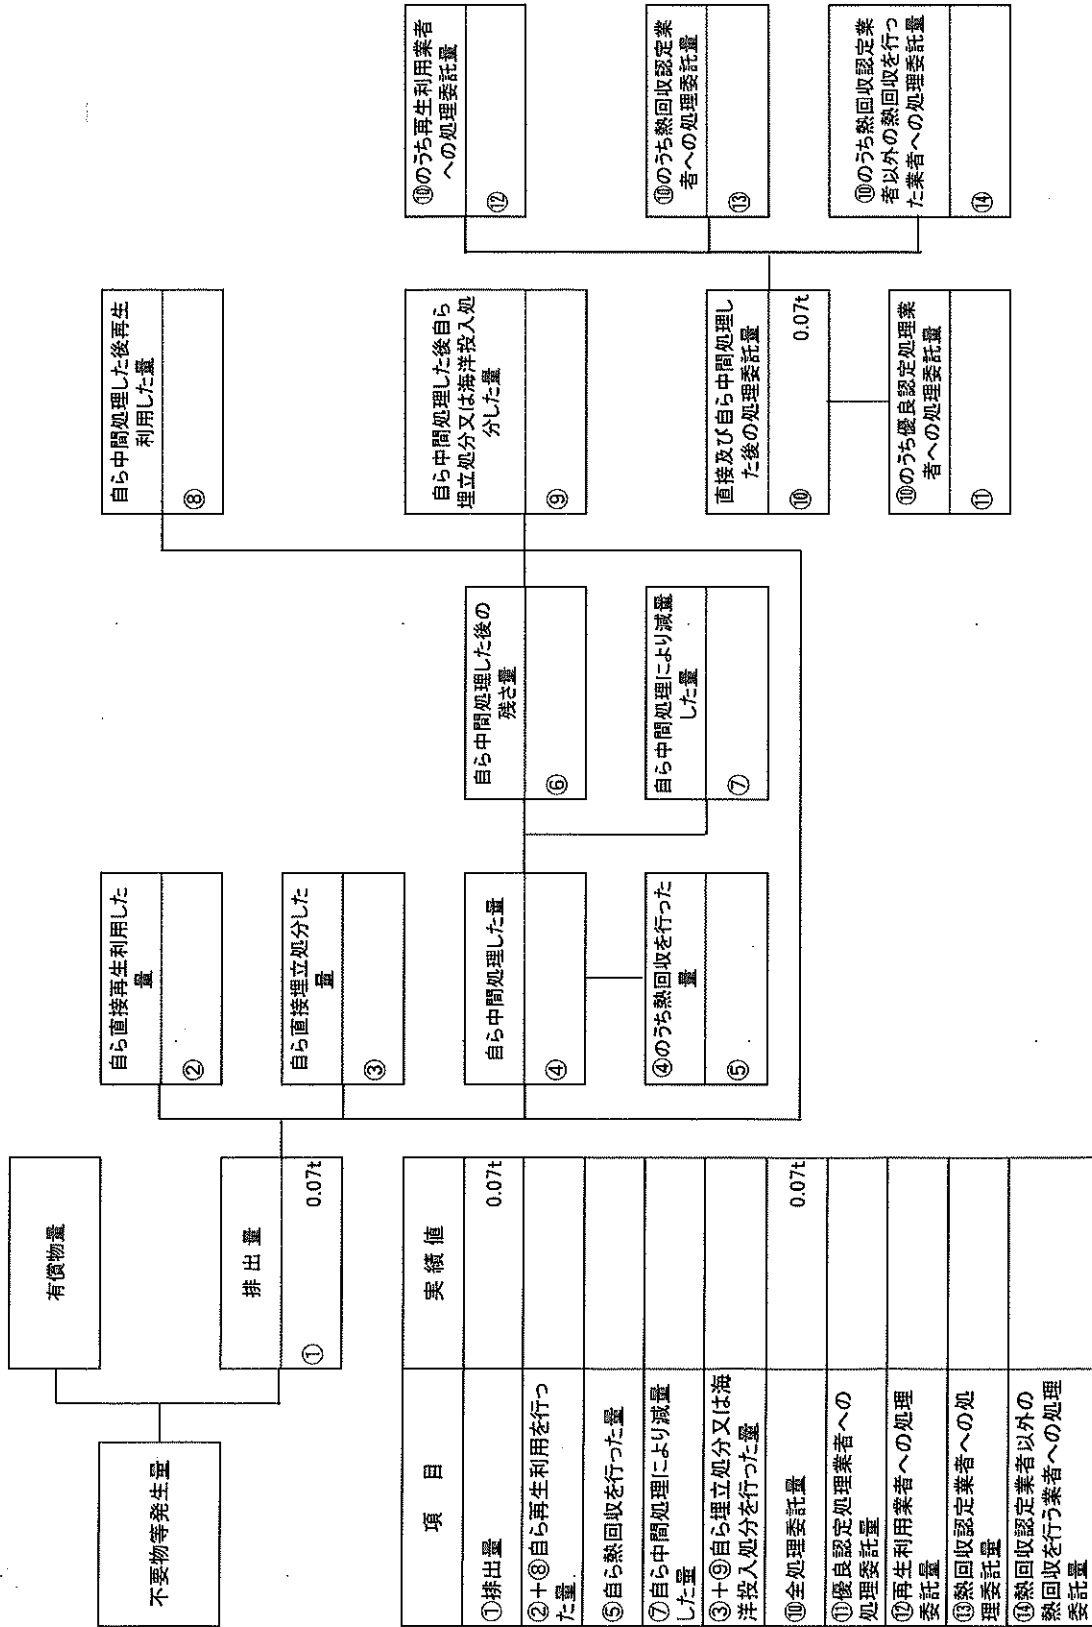 不要物等発生量
有償物量
排 出 量
① 0.07t
自ら直接再生利用した
量
②
自ら直接埋立処分した
量
③
自ら中間処理した量
④
④のうち熱回収を行った
量
⑤
自ら中間処理した後の
残さ量
⑥
自ら中間処理により減量
した量
⑦
自ら中間処理した後再生
利用した量
⑧
自ら中間処理した後自ら
埋立処分又は海洋投入処
分した量
⑨
直接及び自ら中間処理し
た後の処理委託量
⑩ 0.07t
⑩のうち優良認定処理業
者への処理委託量
⑪
⑩のうち再生利用業者
への処理委託量
⑫
⑩のうち熱回収認定業
者への処理委託量
⑬
⑩のうち熱回収認定業
者以外の熱回収を行っ
た業者への処理委託量
⑭
項 目 実 績 値
①排出量 0.07t
②+⑧自ら再生利用を行っ
た量
⑤自ら熱回収を行った量
⑦自ら中間処理により減量
した量
③+⑨自ら埋立処分又は海
洋投入処分を行った量
⑩全処理委託量 0.07t
⑪優良認定処理業者への
処理委託量
⑫再生利用業者への処理
委託量
⑬熱回収認定業者への処
理委託量
⑭熱回収認定業者以外の
熱回収を行う業者への処理
委託量